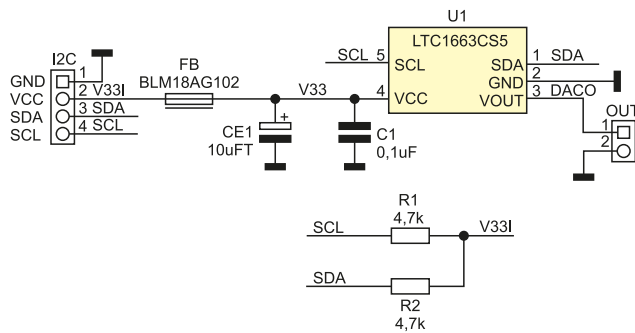 U1
LTC1663CS5
I2C
GND 1
VCC 2 V33I
SDA 3 SDA
SCL 4 SCL
FB
BLM18AG102
V33
+
CE1
10uFT
C1
0,1uF
SCL 5 SCL
4 VCC
SDA 1 SDA
GND 2
VOUT 3 DACO
OUT
1
2
R1
4,7k
SCL
V33I
SDA
R2
4,7k